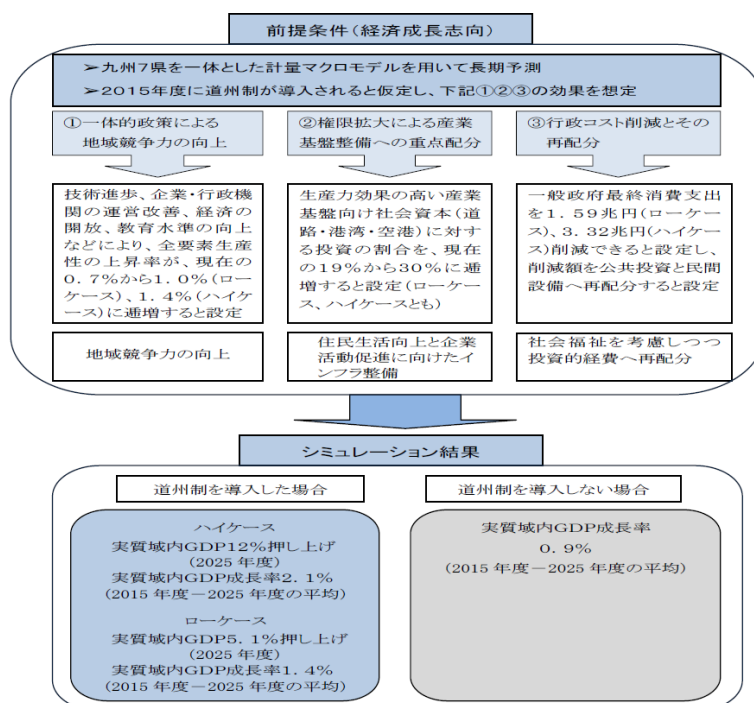 前提条件(経済成長志向)
➢九州7県を一体とした計量マクロモデルを用いて長期予測
➢2015年度に道州制が導入されると仮定し、下記①②③の効果を想定
①一体的政策による
地域競争力の向上
②権限拡大による産業
基盤整備への重点配分
③行政コスト削減とその
再配分
技術進歩、企業・行政機
関の運営改善、経済の
開放、教育水準の向上
などにより、全要素生産
性の上昇率が、現在の
0.7%から1.0%(ロー
ケース)、1.4%(ハイケ
ース)に逓増すると設定
生産力効果の高い産業
基盤向け社会資本(道
路・港湾・空港)に対す
る投資の割合を、現在
の19%から30%に逓
増すると設定(ローケー
ス、ハイケースとも)
一般政府最終消費支出
を1.59兆円(ローケー
ス)、3.32兆円(ハイケ
ース)削減できると設定し、
削減額を公共投資と民間
設備へ再配分すると設定
地域競争力の向上
住民生活向上と企業
活動促進に向けたイ
ンフラ整備
社会福祉を考慮しつつ
投資的経費へ再配分
シミュレーション結果
道州制を導入した場合
ハイケース
実質域内GDP12%押し上げ
(2025年度)
実質域内GDP成長率2.1%
(2015年度-2025年度の平均)
ローケース
実質域内GDP5.1%押し上げ
(2025年度)
実質域内GDP成長率1.4%
(2015年度-2025年度の平均)
道州制を導入しない場合
実質域内GDP成長率
0.9%
(2015年度-2025年度の平均)